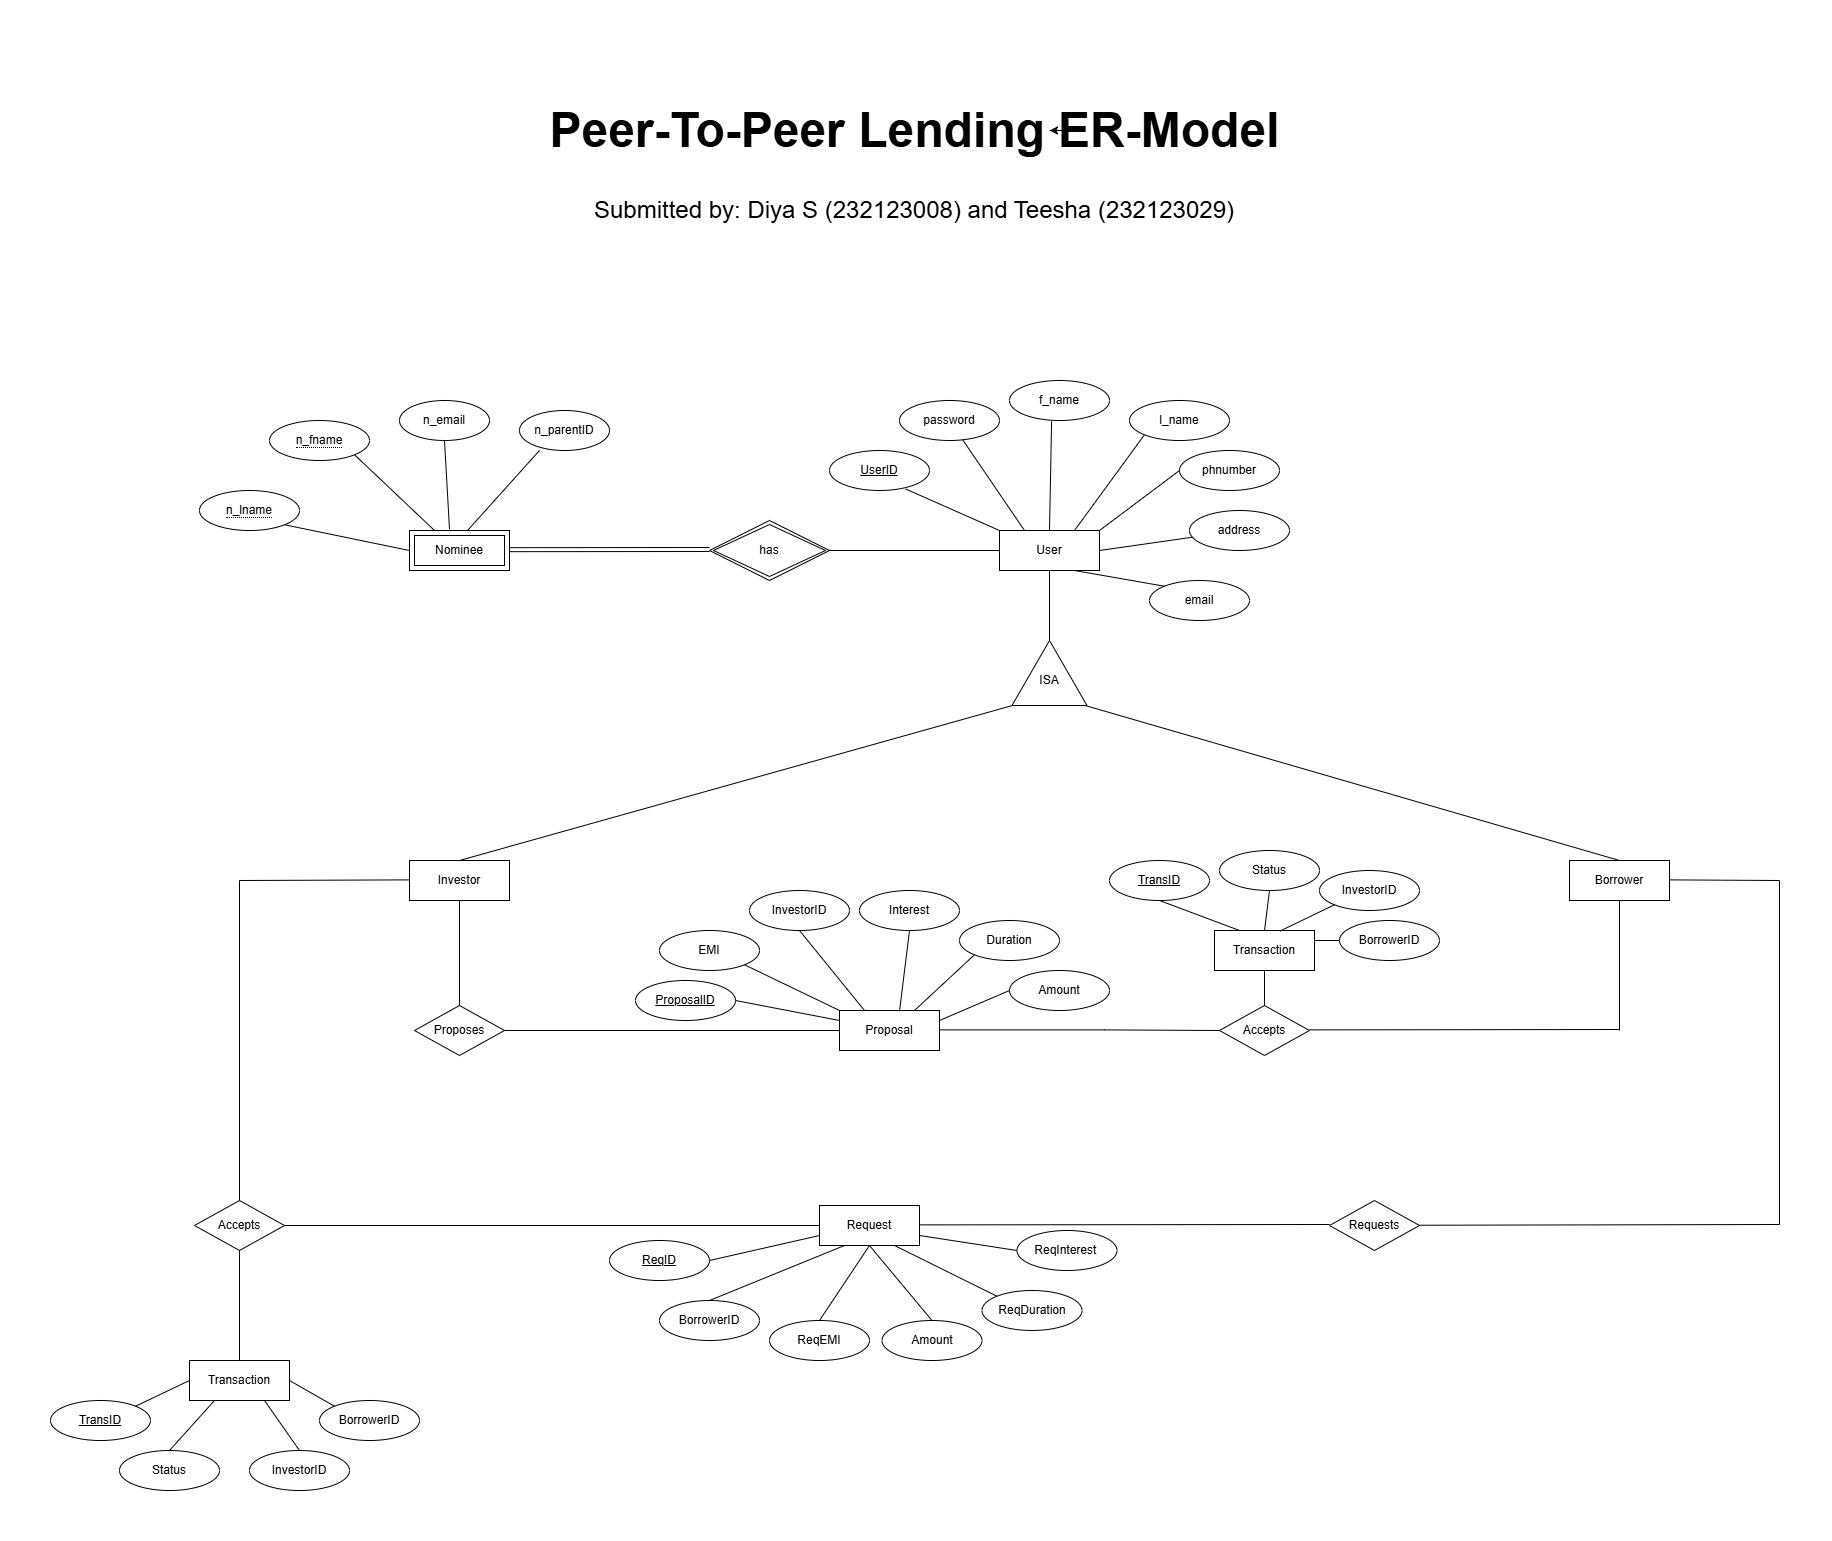 Peer-To-Peer Lending ER-Model
Submitted by: Diya S (232123008) and Teesha (232123029)
n_lname
n_fname
n_email
n_parentID
Nominee
has
UserID
password
f_name
l_name
phnumber
address
email
User
ISA
Investor
Borrower
Proposes
ProposalID
EMI
InvestorID
Interest
Duration
Amount
Proposal
TransID
Status
InvestorID
BorrowerID
Transaction
Accepts
Accepts
Request
Requests
ReqID
BorrowerID
ReqEMI
Amount
ReqDuration
ReqInterest
Transaction
TransID
Status
InvestorID
BorrowerID